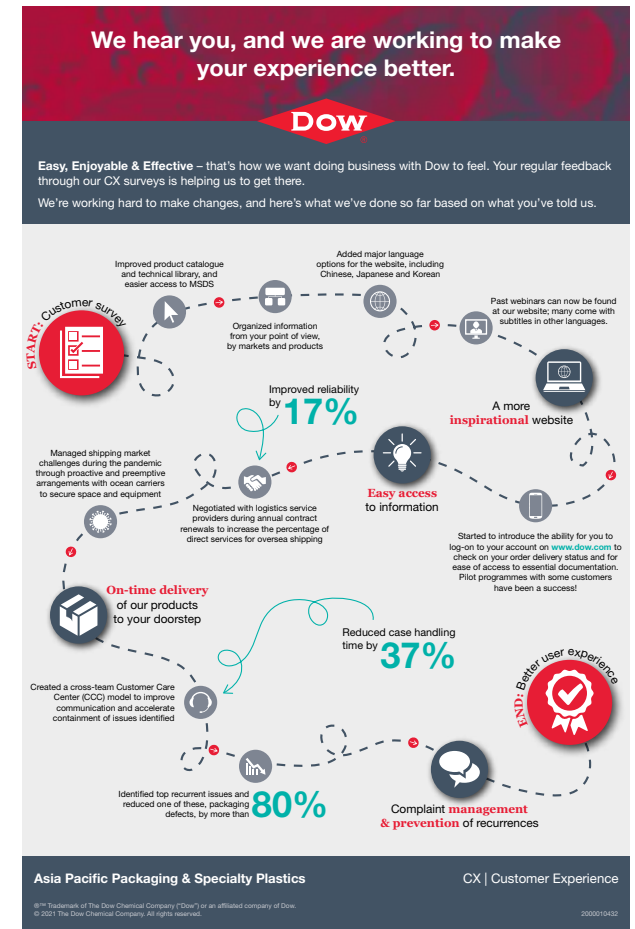 We hear you, and we are working to make
your experience better.
Dow
Easy, Enjoyable & Effective – that's how we want doing business with Dow to feel. Your regular feedback
through our CX surveys is helping us to get there.
We're working hard to make changes, and here's what we've done so far based on what you've told us.
START: Customer survey
Improved product catalogue
and technical library, and
easier access to MSDS
Organized information
from your point of view,
by markets and products
Added major language
options for the website, including
Chinese, Japanese and Korean
Past webinars can now be found
at our website; many come with
subtitles in other languages.
A more
inspirational website
Started to introduce the ability for you to
log-on to your account on www.dow.com to
check on your order delivery status and for
ease of access to essential documentation.
Pilot programmes with some customers
have been a success!
Easy access
to information
Improved reliability
by 17%
Negotiated with logistics service
providers during annual contract
renewals to increase the percentage of
direct services for oversea shipping
Managed shipping market
challenges during the pandemic
through proactive and preemptive
arrangements with ocean carriers
to secure space and equipment
On-time delivery
of our products
to your doorstep
Reduced case handling
time by 37%
Created a cross-team Customer Care
Center (CCC) model to improve
communication and accelerate
containment of issues identified
Identified top recurrent issues and
reduced one of these, packaging
defects, by more than 80%
Complaint management
& prevention of recurrences
END: Better user experience
Asia Pacific Packaging & Specialty Plastics
CX | Customer Experience
®™ Trademark of The Dow Chemical Company ("Dow") or an affiliated company of Dow.
© 2021 The Dow Chemical Company. All rights reserved.
2000010432